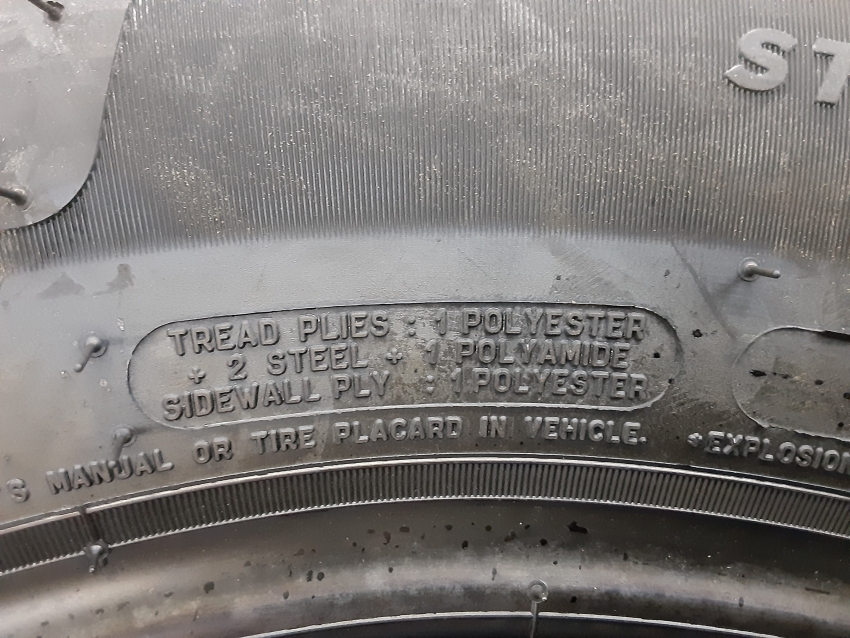 ST
TREAD PLIES : 1 POLYESTER
+ 2 STEEL + 1 POLYAMIDE
SIDEWALL PLY : 1 POLYESTER
'S MANUAL OR TIRE PLACARD IN VEHICLE.
+EXPLOSION